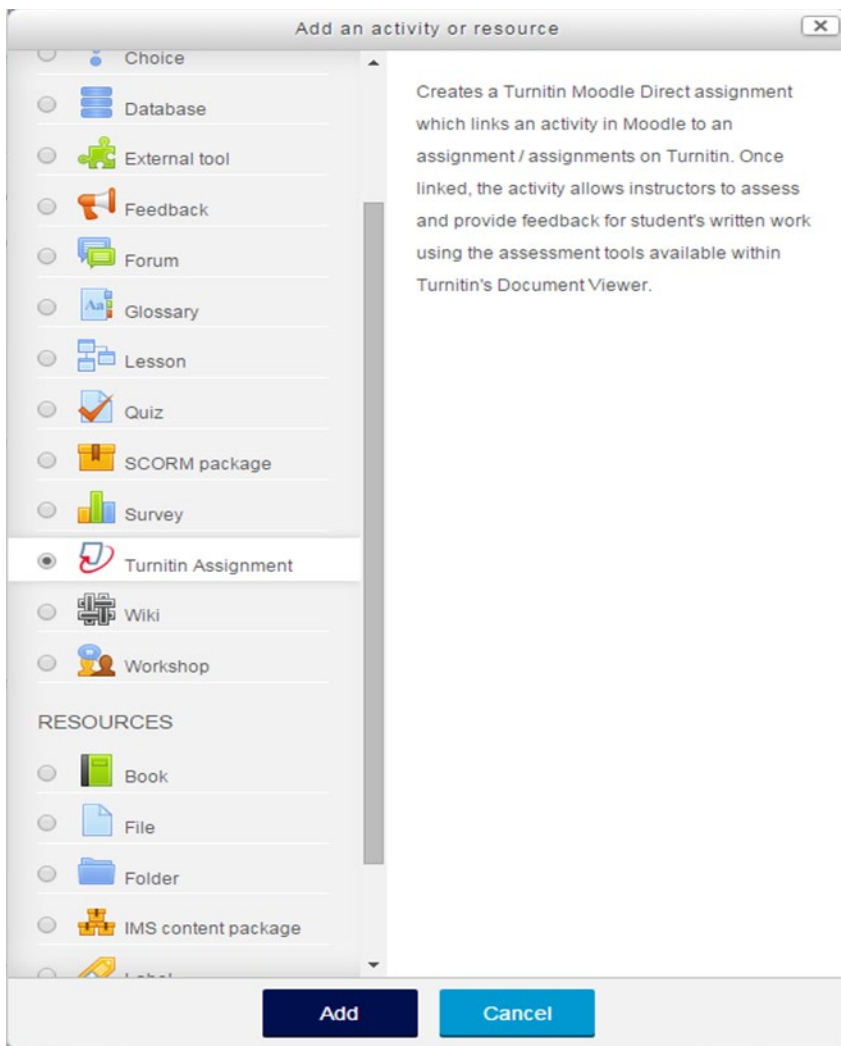 Add an activity or resource
Choice
Database
External tool
Feedback
Forum
Aa
Glossary
Lesson
Quiz
SCORM package
Survey
Turnitin Assignment
Wiki
Workshop
RESOURCES
Book
File
Folder
IMS content package
Label
Creates a Turnitin Moodle Direct assignment
which links an activity in Moodle to an
assignment / assignments on Turnitin. Once
linked, the activity allows instructors to assess
and provide feedback for student's written work
using the assessment tools available within
Turnitin's Document Viewer.
Add
Cancel